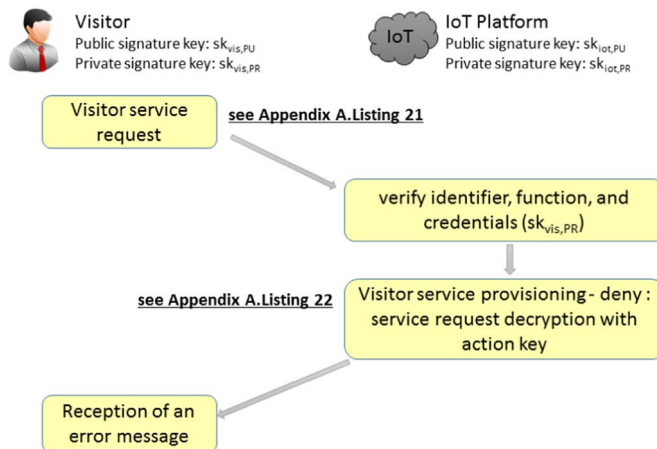 Visitor
Public signature key: sk_vis,PU
Private signature key: sk_vis,PR
IoT
IoT Platform
Public signature key: sk_iot,PU
Private signature key: sk_iot,PR
Visitor service
request
see Appendix A.Listing 21
verify identifier, function, and
credentials (sk_vis,PR)
see Appendix A.Listing 22
Visitor service provisioning - deny :
service request decryption with
action key
Reception of an
error message